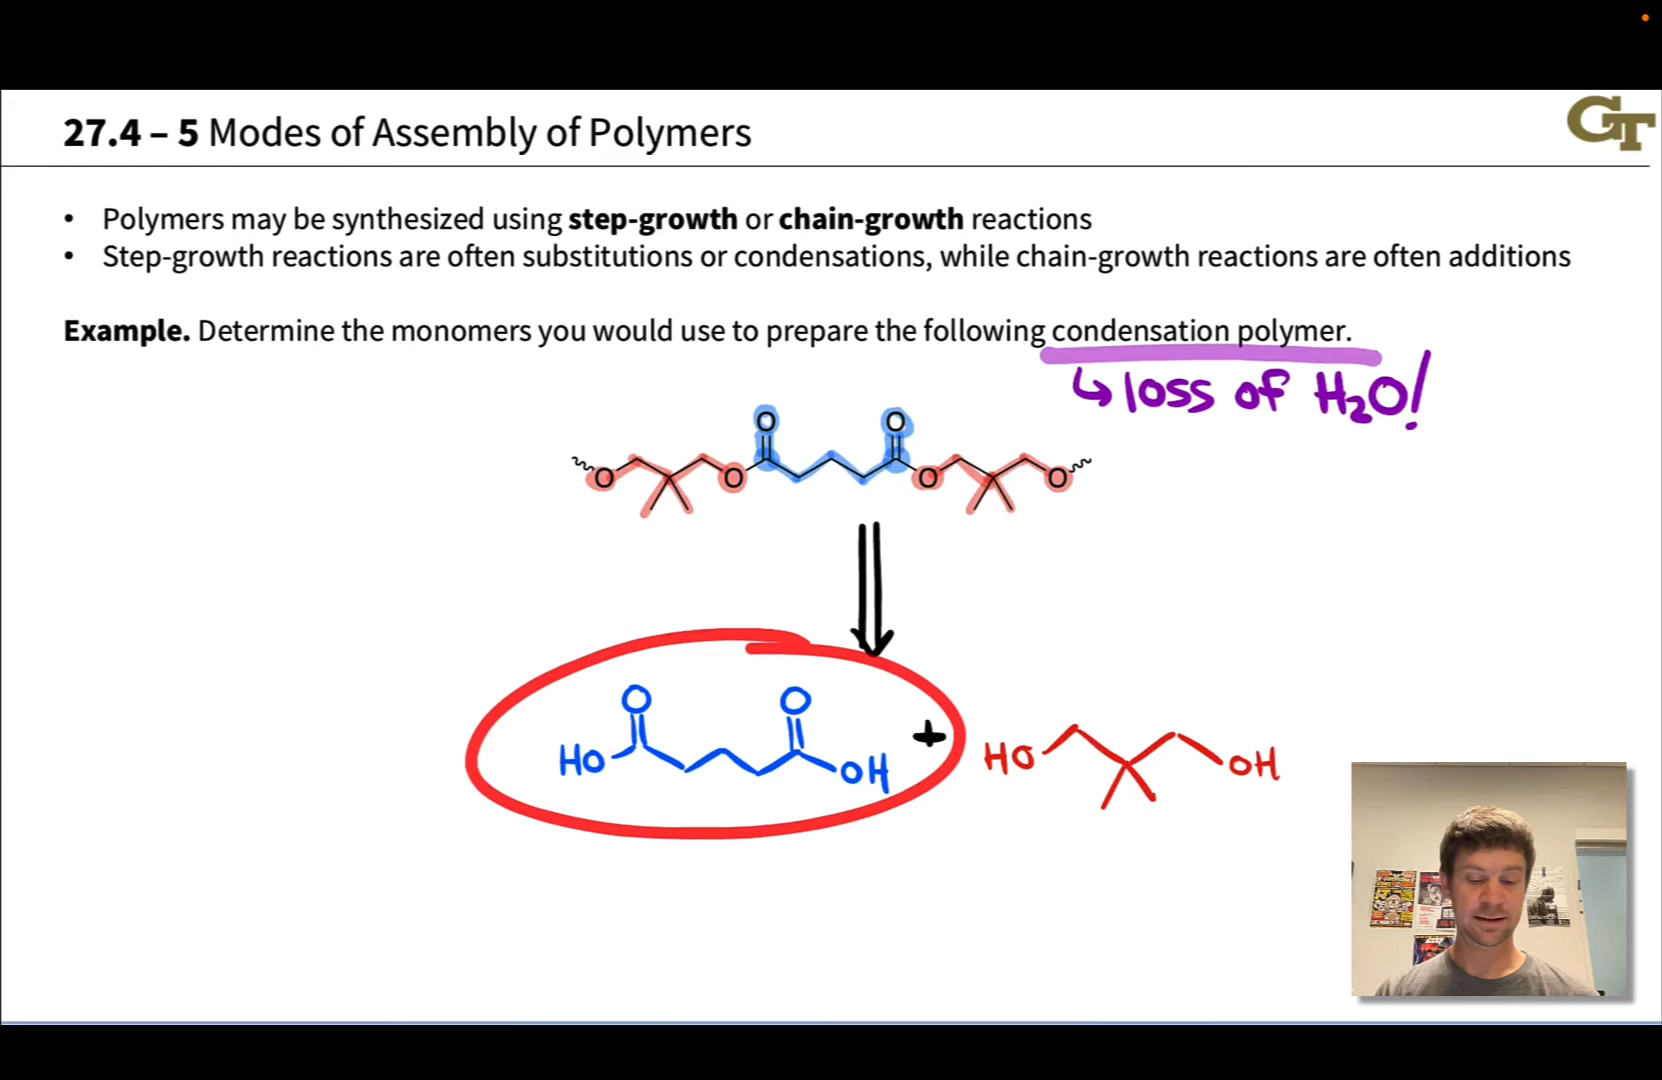 27.4 – 5 Modes of Assembly of Polymers
GT
• Polymers may be synthesized using step-growth or chain-growth reactions
• Step-growth reactions are often substitutions or condensations, while chain-growth reactions are often additions
Example. Determine the monomers you would use to prepare the following condensation polymer.
↳ loss of H₂O!
O O
O O O O
O O
HO OH + HO OH